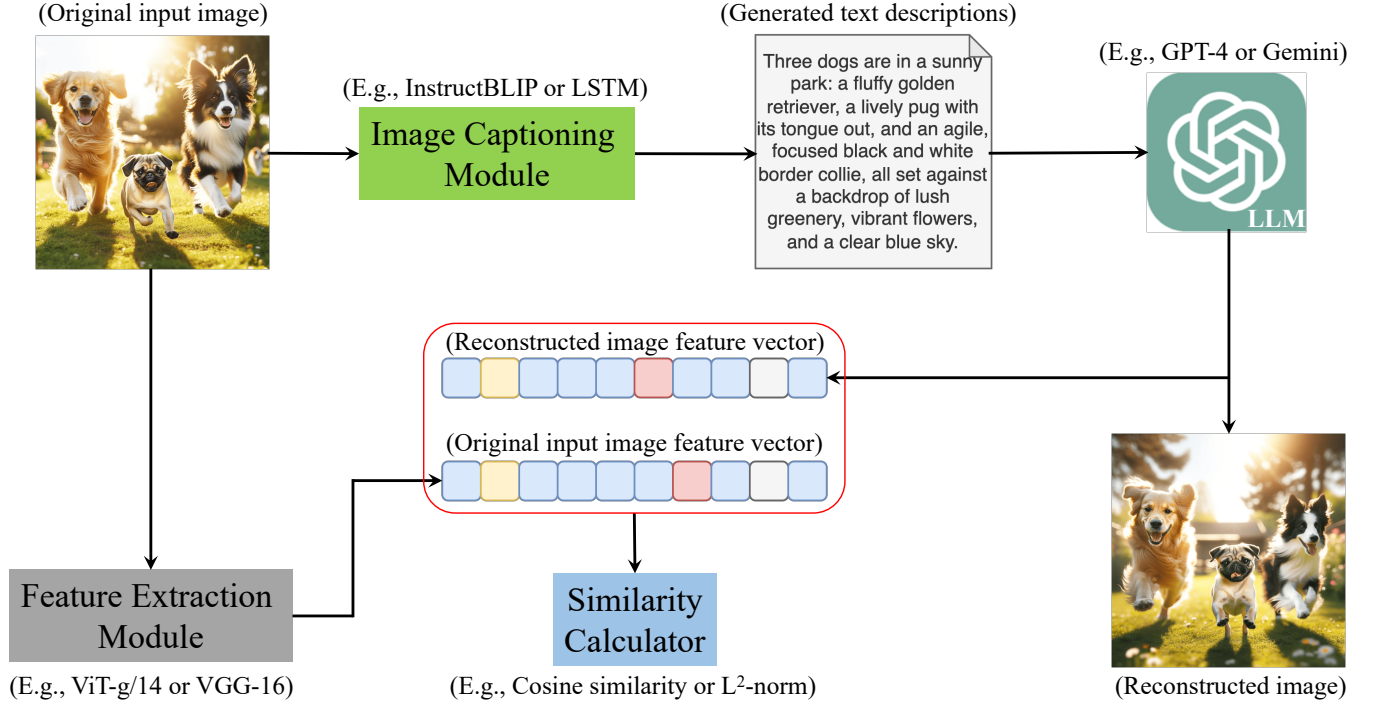 (Original input image)
(Generated text descriptions)
(E.g., GPT-4 or Gemini)
(E.g., InstructBLIP or LSTM)
Image Captioning
Module
Three dogs are in a sunny
park: a fluffy golden
retriever, a lively pug with
its tongue out, and an agile,
focused black and white
border collie, all set against
a backdrop of lush
greenery, vibrant flowers,
and a clear blue sky.
LLM
(Reconstructed image feature vector)
(Original input image feature vector)
Feature Extraction
Module
(E.g., ViT-g/14 or VGG-16)
Similarity
Calculator
(E.g., Cosine similarity or L²-norm)
(Reconstructed image)